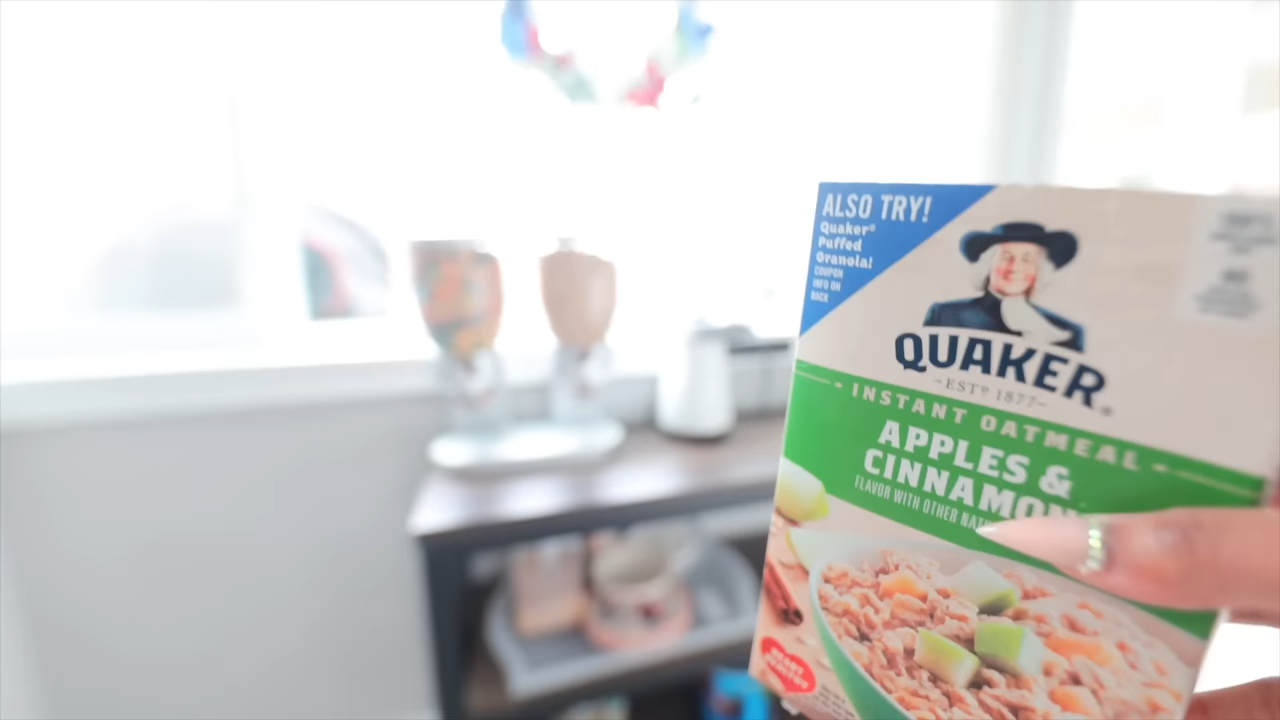 ALSO TRY!
Quaker®
Puffed
Granola!
COUPON
INFO ON
BACK
QUAKER®
EST? 1877
INSTANT OATMEAL
APPLES &
CINNAMON
FLAVOR WITH OTHER